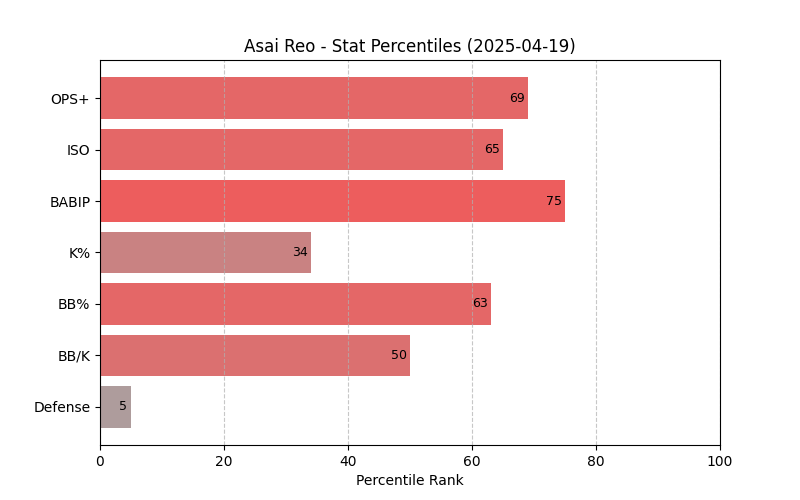 Asai Reo - Stat Percentiles (2025-04-19)
OPS+ 69
ISO 65
BABIP 75
K% 34
BB% 63
BB/K 50
Defense 5
0 20 40 60 80 100
Percentile Rank